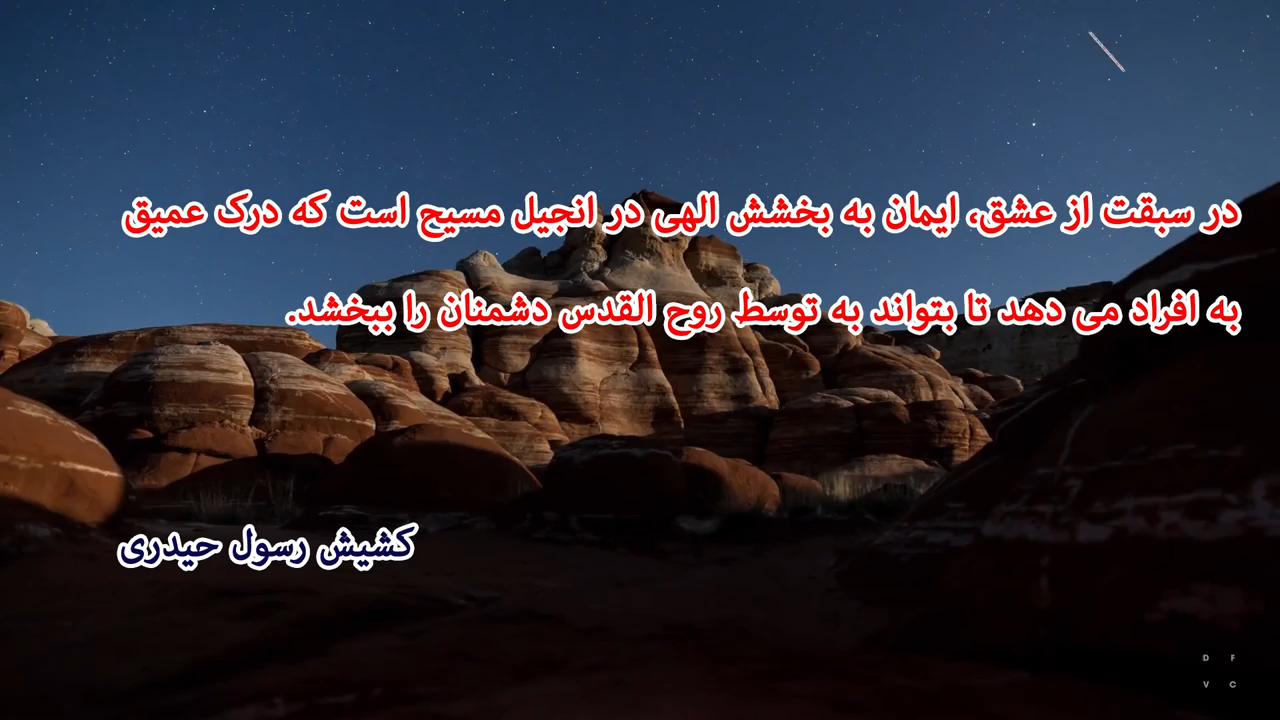 در سبقت از عشق، ایمان به بخشش الهی در انجیل مسیح است که درک عمیق
به افراد می دهد تا بتواند به توسط روح القدس دشمنان را ببخشد.
کشیش رسول حیدری
D F
V C